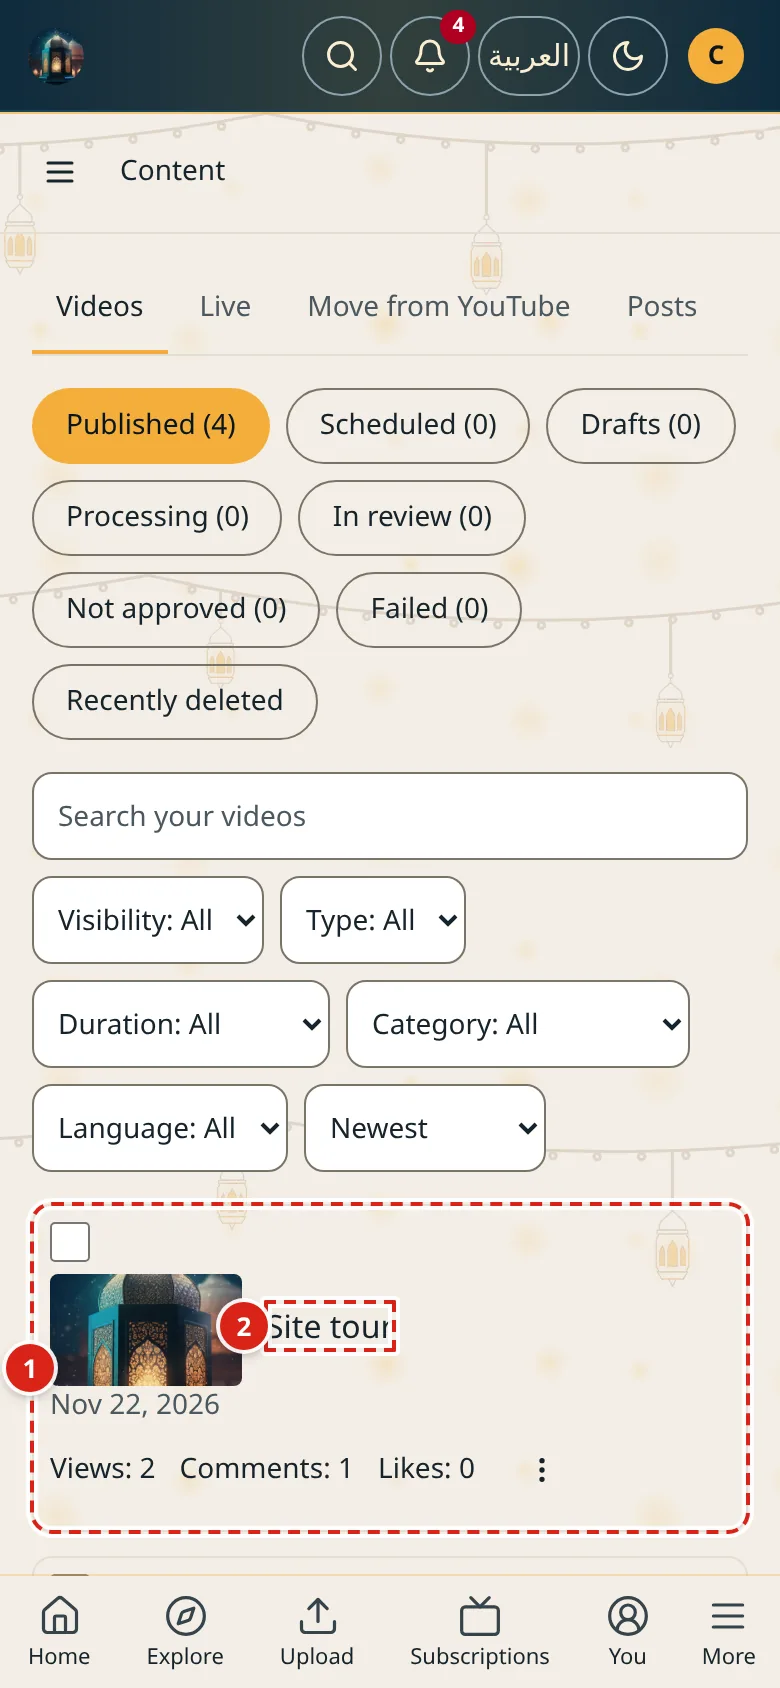 4
العربية
C
Content
Videos Live Move from YouTube Posts
Published (4) Scheduled (0) Drafts (0)
Processing (0) In review (0)
Not approved (0) Failed (0)
Recently deleted
Search your videos
Visibility: All Type: All
Duration: All Category: All
Language: All Newest
2 Site tour
1
Nov 22, 2026
Views: 2 Comments: 1 Likes: 0
Home Explore Upload Subscriptions You More